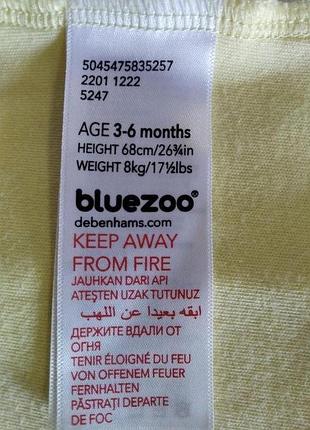 5045475835257
2201 1222
5247
AGE 3-6 months
HEIGHT 68cm/26¾in
WEIGHT 8kg/17½lbs
bluezoo®
debenhams.com
KEEP AWAY
FROM FIRE
JAUHKAN DARI API
ATEŞTEN UZAK TUTUNUZ
ابقه بعيدا عن اللهب
ДЕРЖИТЕ ВДАЛИ ОТ
ОГНЯ
TENIR ÉLOIGNÉ DU FEU
VON OFFENEM FEUER
FERNHALTEN
PĂSTRAȚI DEPARTE
DE FOC